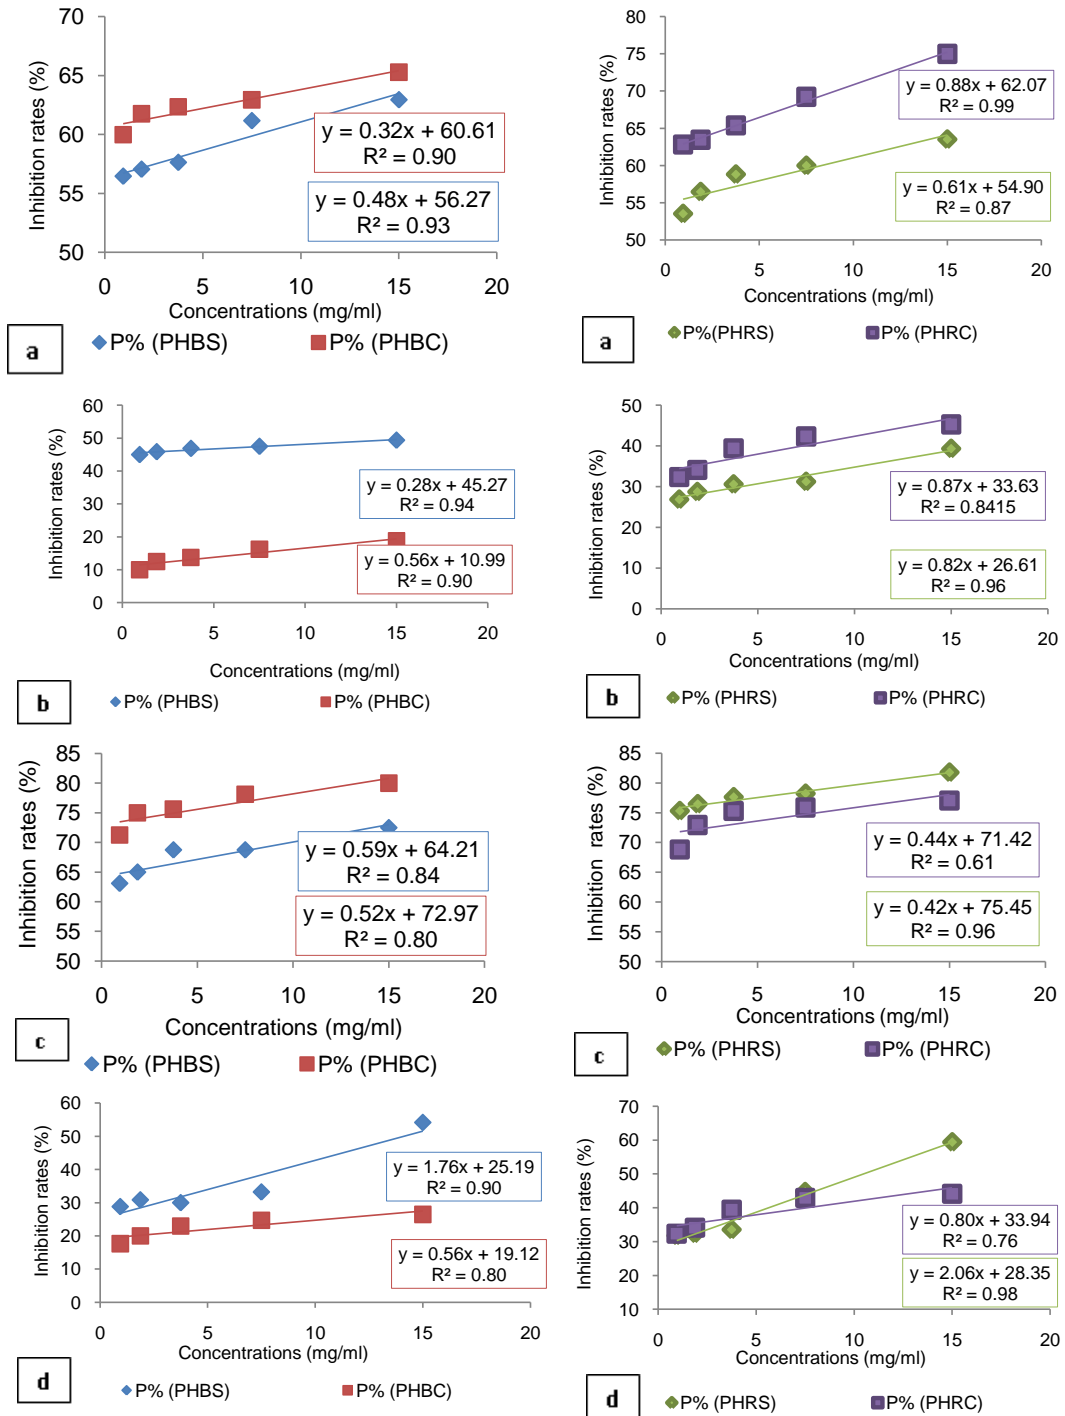 70
65
60
55
50
Inhibition rates (%)
y = 0.32x + 60.61
R² = 0.90
y = 0.48x + 56.27
R² = 0.93
0 5 10 15 20
Concentrations (mg/ml)
a
P% (PHBS) P% (PHBC)
80
75
70
65
60
55
50
Inhibition rates (%)
y = 0.88x + 62.07
R² = 0.99
y = 0.61x + 54.90
R² = 0.87
0 5 10 15 20
Concentrations (mg/ml)
a
P%(PHRS) P% (PHRC)
60
50
40
30
20
10
0
Inhibition rates (%)
y = 0.28x + 45.27
R² = 0.94
y = 0.56x + 10.99
R² = 0.90
0 5 10 15 20
Concentrations (mg/ml)
b
P% (PHBS) P% (PHBC)
50
40
30
20
10
0
Inhibition rates (%)
y = 0.87x + 33.63
R² = 0.8415
y = 0.82x + 26.61
R² = 0.96
0 5 10 15 20
Concentrations (mg/ml)
b
P% (PHRS) P% (PHRC)
85
80
75
70
65
60
55
50
Inhibition rates (%)
y = 0.59x + 64.21
R² = 0.84
y = 0.52x + 72.97
R² = 0.80
0 5 10 15 20
Concentrations (mg/ml)
c
P% (PHBS) P% (PHBC)
85
80
75
70
65
60
55
50
Inhibition rates (%)
y = 0.44x + 71.42
R² = 0.61
y = 0.42x + 75.45
R² = 0.96
0 5 10 15 20
Concentrations (mg/ml)
c
P% (PHRS) P% (PHRC)
60
50
40
30
20
10
0
Inhibition rates (%)
y = 1.76x + 25.19
R² = 0.90
y = 0.56x + 19.12
R² = 0.80
0 5 10 15 20
Concentrations (mg/ml)
d
P% (PHBS) P% (PHBC)
70
60
50
40
30
20
10
Inhibition rates (%)
y = 0.80x + 33.94
R² = 0.76
y = 2.06x + 28.35
R² = 0.98
0 5 10 15 20
Concentrations (mg/ml)
d
P% (PHRS) P% (PHRC)